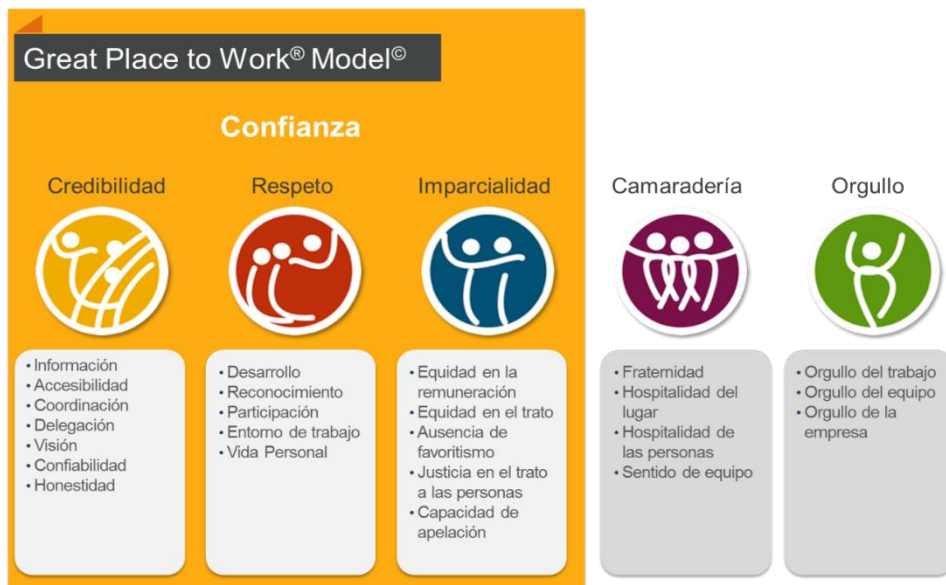 Great Place to Work® Model©
Confianza
Credibilidad
Respeto
Imparcialidad
Camaradería
Orgullo
• Información
• Accesibilidad
• Coordinación
• Delegación
• Visión
• Confiabilidad
• Honestidad
• Desarrollo
• Reconocimiento
• Participación
• Entorno de trabajo
• Vida Personal
• Equidad en la
remuneración
• Equidad en el trato
• Ausencia de
favoritismo
• Justicia en el trato
a las personas
• Capacidad de
apelación
• Fraternidad
• Hospitalidad del
lugar
• Hospitalidad de
las personas
• Sentido de equipo
• Orgullo del trabajo
• Orgullo del equipo
• Orgullo de la
empresa